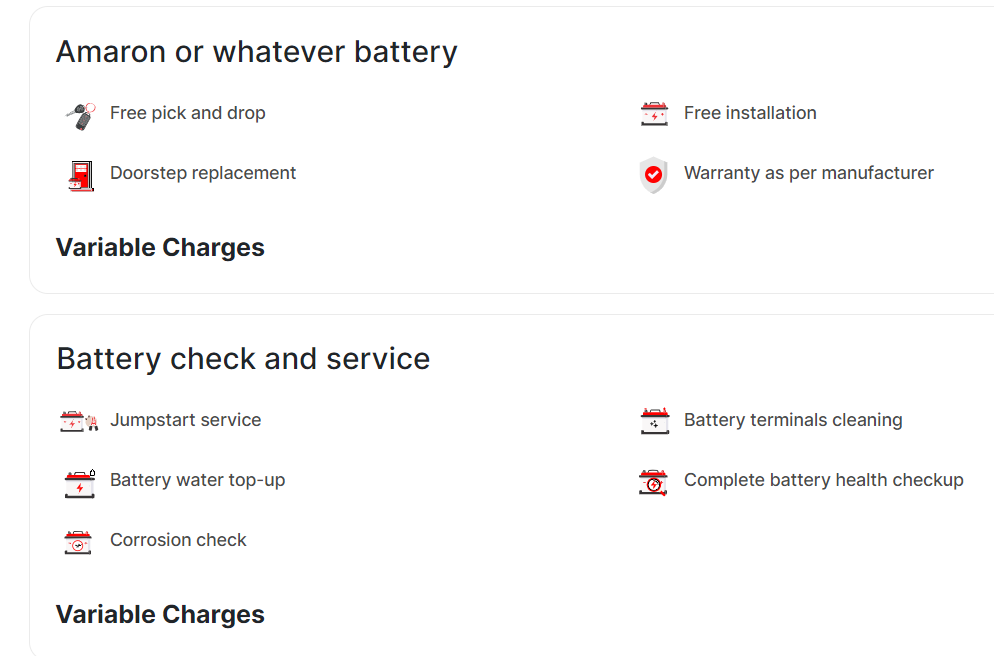 Amaron or whatever battery
Free pick and drop
Free installation
Doorstep replacement
Warranty as per manufacturer
Variable Charges
Battery check and service
Jumpstart service
Battery terminals cleaning
Battery water top-up
Complete battery health checkup
Corrosion check
Variable Charges